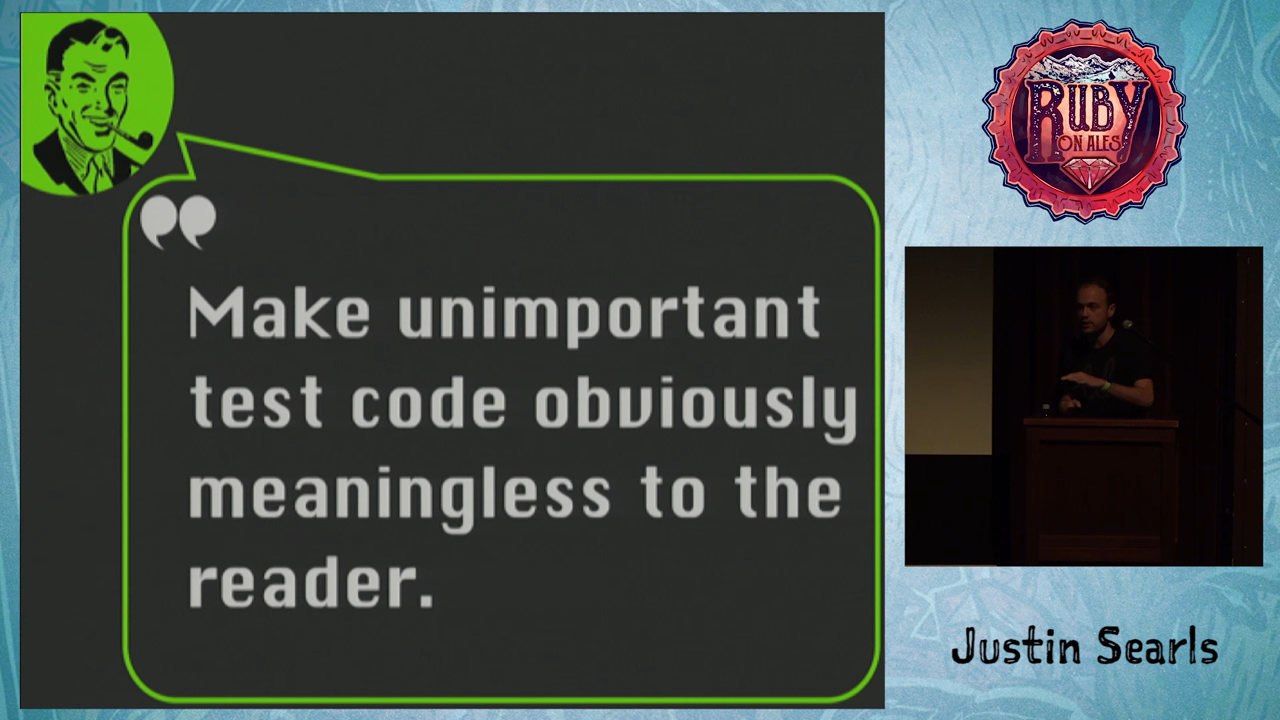 Make unimportant
test code obviously
meaningless to the
reader.
RUBY
ON ALES
Justin Searls